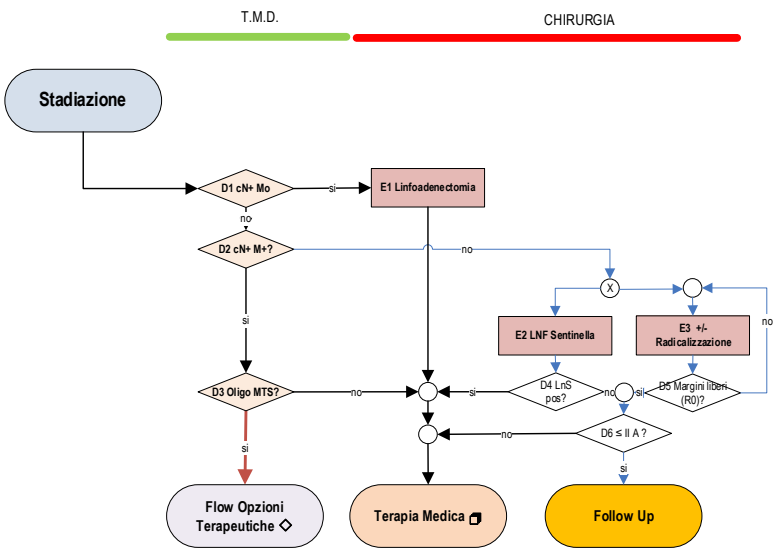 T.M.D.
CHIRURGIA
Stadiazione
D1 cN+ Mo
si
E1 Linfoadenectomia
no
D2 cN+ M+?
no
X
si
E2 LNF Sentinella
E3 +/-
Radicalizzazione
no
D3 Oligo MTS?
no
si
D4 LnS
pos?
no
si
D5 Margini liberi
(R0)?
no
D6 ≤ II A ?
si
si
Flow Opzioni
Terapeutiche
Terapia Medica
Follow Up